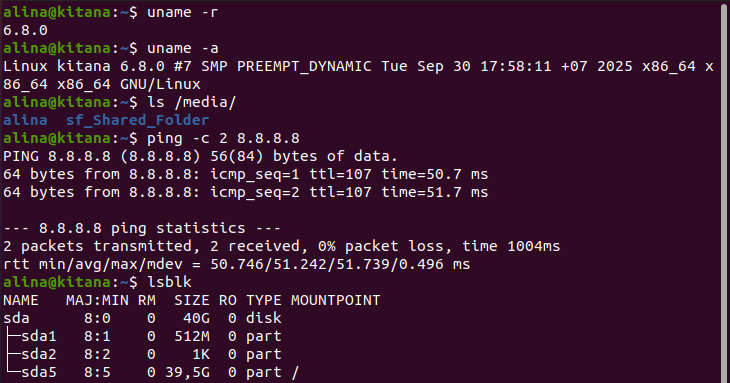 alina@kitana:~$ uname -r
6.8.0
alina@kitana:~$ uname -a
Linux kitana 6.8.0 #7 SMP PREEMPT_DYNAMIC Tue Sep 30 17:58:11 +07 2025 x86_64 x
86_64 x86_64 GNU/Linux
alina@kitana:~$ ls /media/
alina  sf_Shared_Folder
alina@kitana:~$ ping -c 2 8.8.8.8
PING 8.8.8.8 (8.8.8.8) 56(84) bytes of data.
64 bytes from 8.8.8.8: icmp_seq=1 ttl=107 time=50.7 ms
64 bytes from 8.8.8.8: icmp_seq=2 ttl=107 time=51.7 ms

--- 8.8.8.8 ping statistics ---
2 packets transmitted, 2 received, 0% packet loss, time 1004ms
rtt min/avg/max/mdev = 50.746/51.242/51.739/0.496 ms
alina@kitana:~$ lsblk
NAME   MAJ:MIN RM  SIZE RO TYPE MOUNTPOINT
sda      8:0    0   40G  0 disk
├─sda1   8:1    0  512M  0 part
├─sda2   8:2    0    1K  0 part
└─sda5   8:5    0 39,5G  0 part /